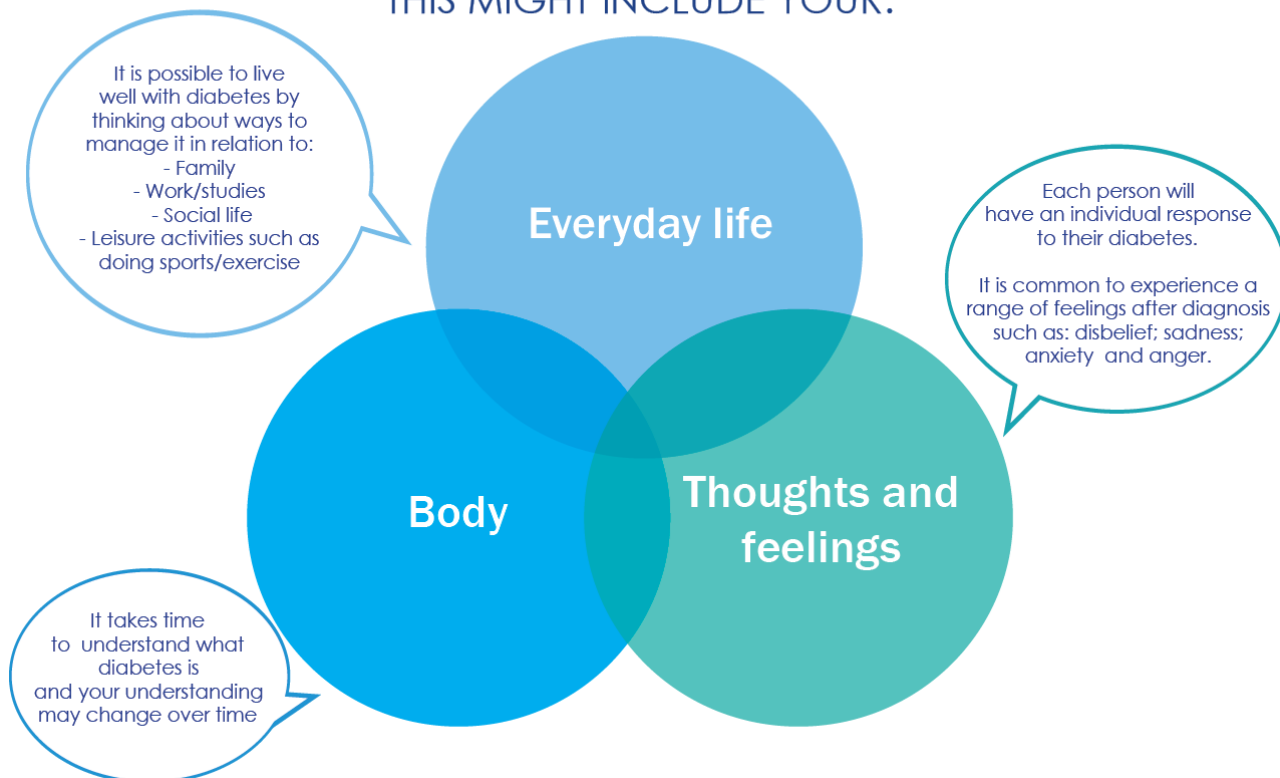 THIS MIGHT INCLUDE YOUR:
It is possible to live
well with diabetes by
thinking about ways to
manage it in relation to:
- Family
- Work/studies
- Social life
- Leisure activities such as
doing sports/exercise
Everyday life
Each person will
have an individual response
to their diabetes.
It is common to experience a
range of feelings after diagnosis
such as: disbelief; sadness;
anxiety and anger.
Body
Thoughts and
feelings
It takes time
to understand what
diabetes is
and your understanding
may change over time